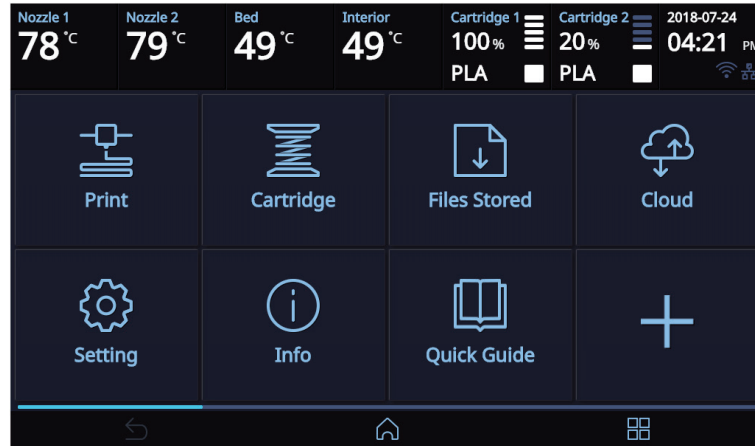 Nozzle 1
78 °C
Nozzle 2
79 °C
Bed
49 °C
Interior
49 °C
Cartridge 1
100 %
PLA
Cartridge 2
20 %
PLA
2018-07-24
04:21 PM
Print
Cartridge
Files Stored
Cloud
Setting
Info
Quick Guide